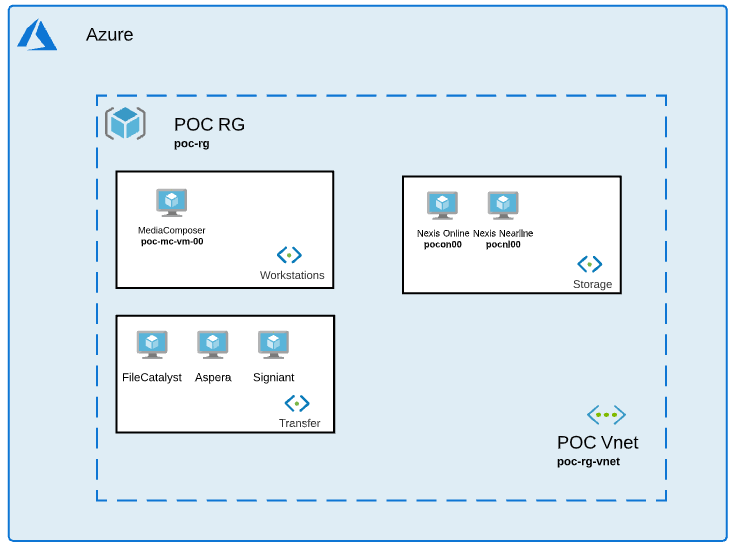 Azure
POC RG
poc-rg
MediaComposer
poc-mc-vm-00
Workstations
Nexis Online Nexis Nearline
pocon00 pocnl00
Storage
FileCatalyst Aspera Signiant
Transfer
POC Vnet
poc-rg-vnet